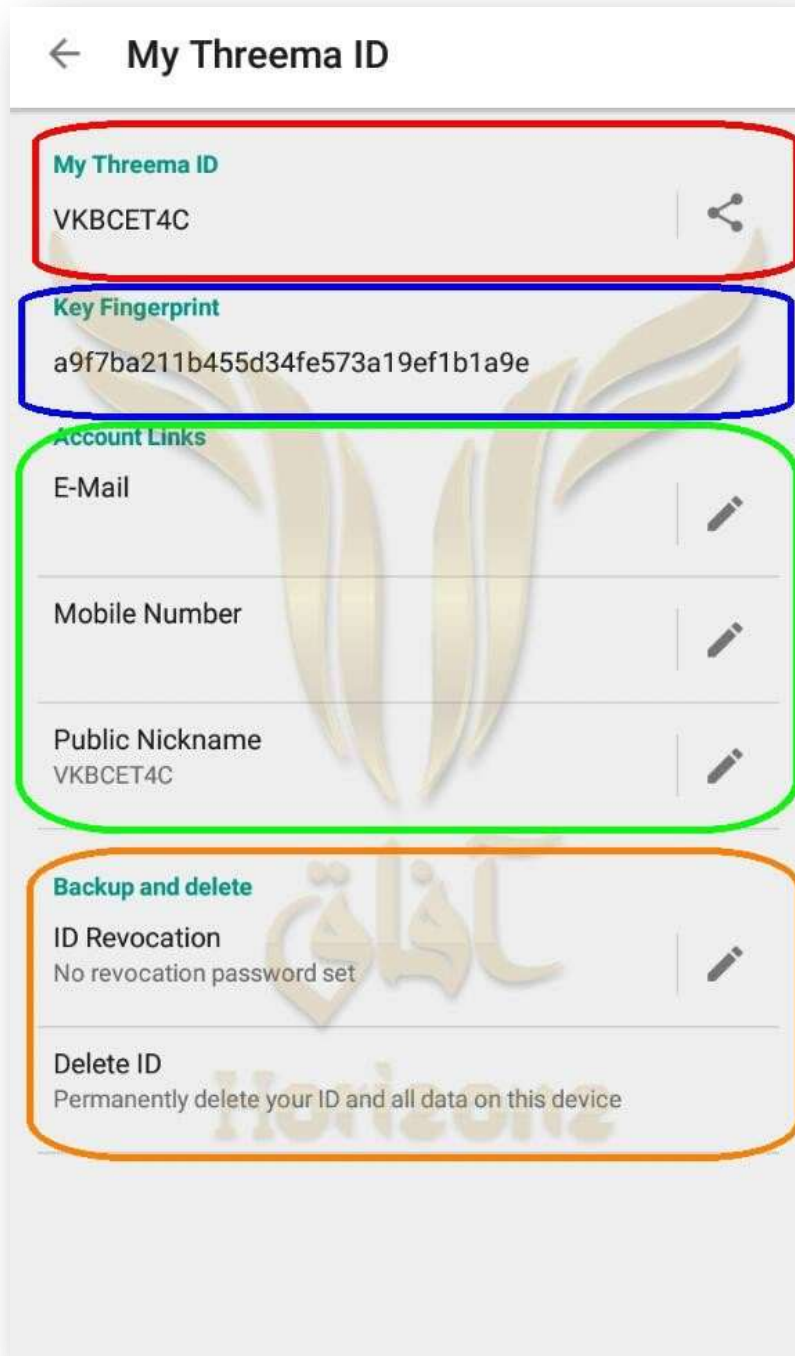 My Threema ID
My Threema ID
VKBCET4C
Key Fingerprint
a9f7ba211b455d34fe573a19ef1b1a9e
Account Links
E-Mail
Mobile Number
Public Nickname
VKBCET4C
Backup and delete
ID Revocation
No revocation password set
آفاق
Delete ID
Permanently delete your ID and all data on this device
Horizons